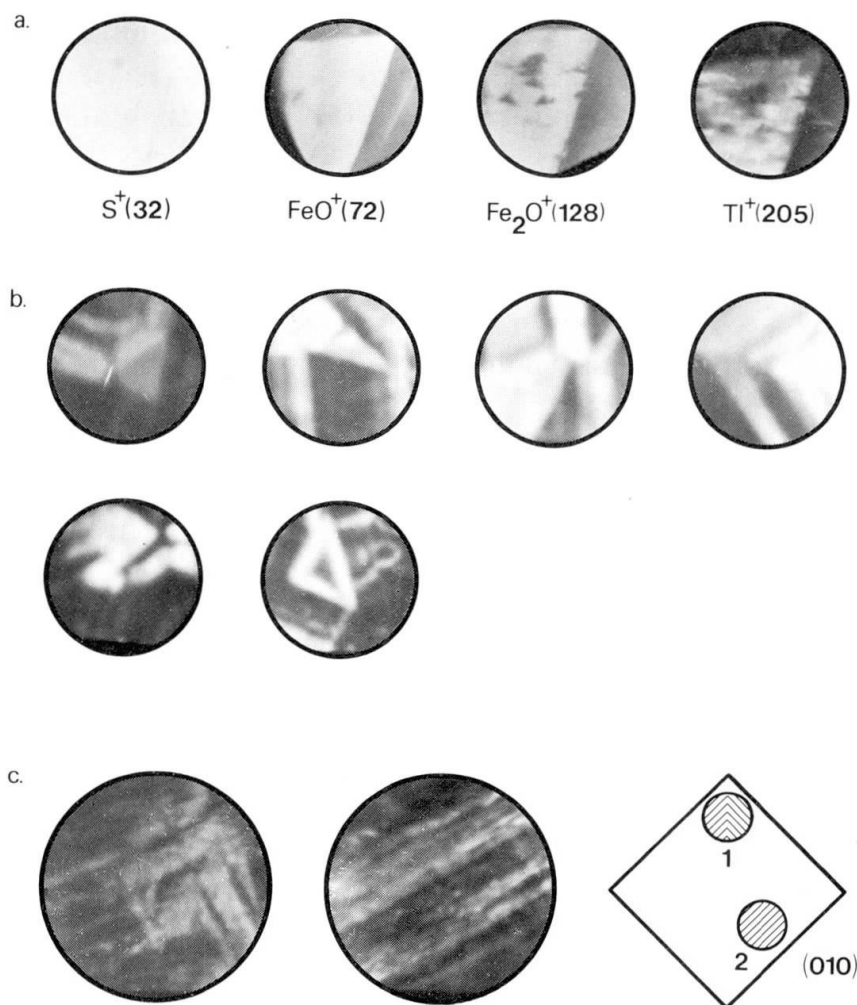 a.
S⁺(32) FeO⁺(72) Fe₂O⁺(128) Tl⁺(205)
b.
c.
1
2
(010)